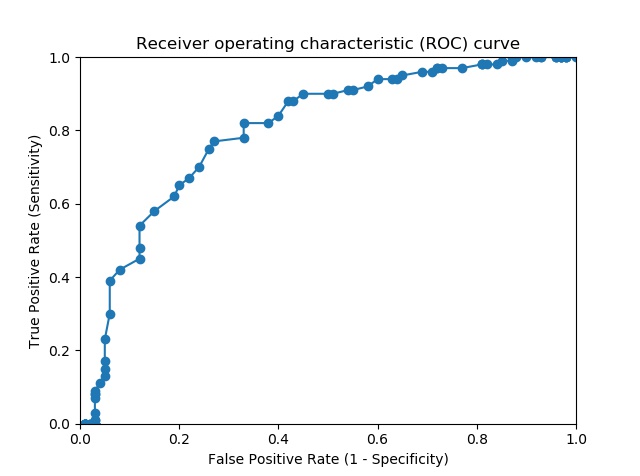 Receiver operating characteristic (ROC) curve
1.0
0.8
0.6
0.4
0.2
0.0
True Positive Rate (Sensitivity)
0.0 0.2 0.4 0.6 0.8 1.0
False Positive Rate (1 - Specificity)